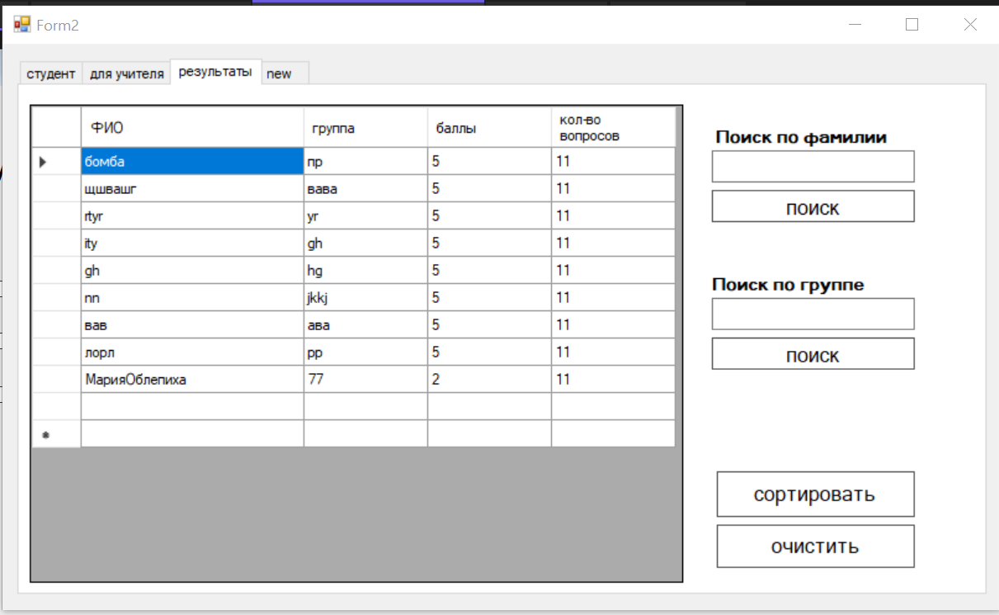 Form2
студент для учителя результаты new
ФИО группа баллы кол-во вопросов
бомба пр 5 11
щшвашг вава 5 11
rtyr yr 5 11
ity gh 5 11
gh hg 5 11
nn jkkj 5 11
вав ава 5 11
лорл рр 5 11
МарияОблепиха 77 2 11
Поиск по фамилии
поиск
Поиск по группе
поиск
сортировать
очистить